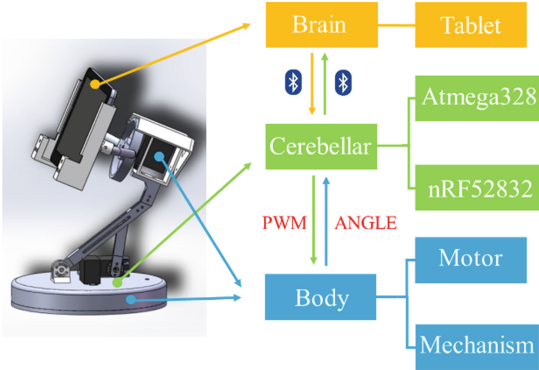 Brain
Tablet
Cerebellar
Atmega328
nRF52832
PWM
ANGLE
Body
Motor
Mechanism